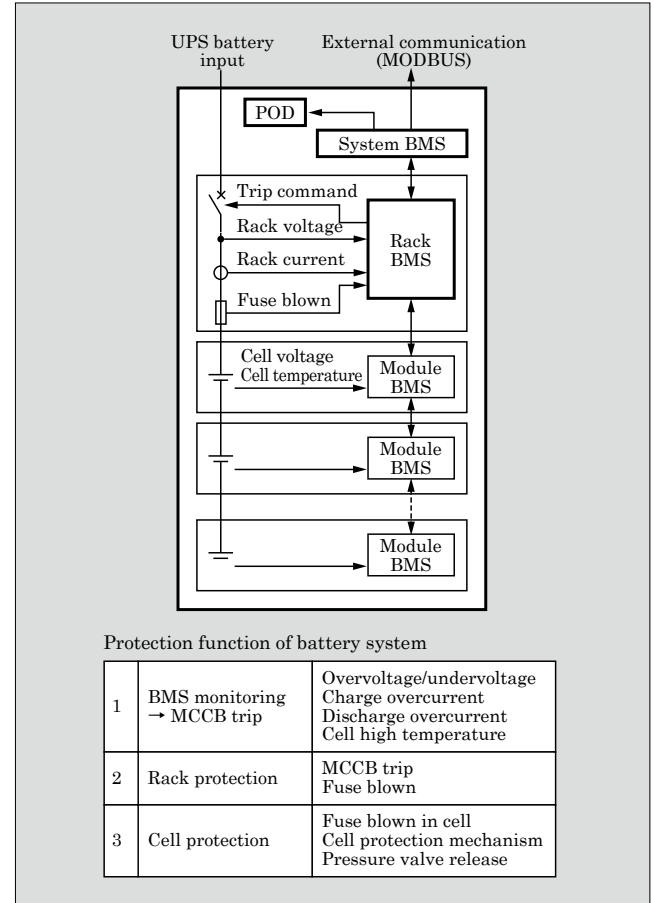 UPS battery
input
External communication
(MODBUS)
POD
System BMS
Trip command
Rack voltage
Rack current
Fuse blown
Rack
BMS
Cell voltage
Cell temperature
Module
BMS
Module
BMS
Module
BMS
Protection function of battery system
1
BMS monitoring
→ MCCB trip
Overvoltage/undervoltage
Charge overcurrent
Discharge overcurrent
Cell high temperature
2
Rack protection
MCCB trip
Fuse blown
3
Cell protection
Fuse blown in cell
Cell protection mechanism
Pressure valve release